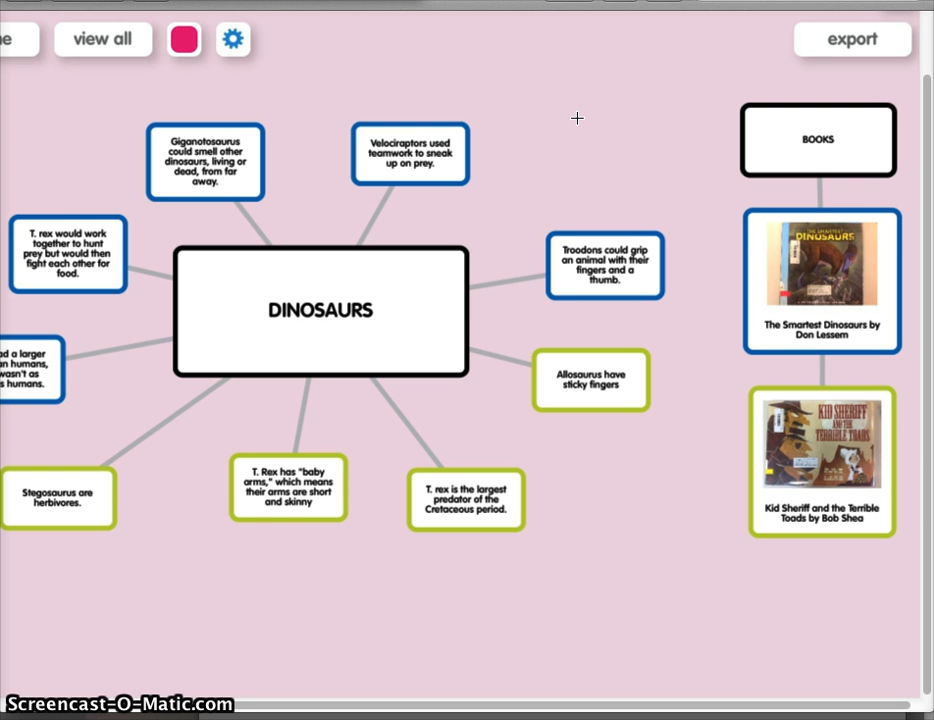 view all
export
Giganotosaurus
could smell other
dinosaurs, living or
dead, from far
away.
Velociraptors used
teamwork to sneak
up on prey.
BOOKS
T. rex would work
together to hunt
prey but would then
fight each other for
food.
Troodons could grip
an animal with their
fingers and a
thumb.
THE SMARTEST
DINOSAURS
DINOSAURS
The Smartest Dinosaurs by
Don Lessem
a larger
humans,
wasn't as
humans.
Allosaurus have
sticky fingers
KID SHERIFF
AND THE
TERRIBLE TOADS
Stegosaurus are
herbivores.
T. Rex has "baby
arms," which means
their arms are short
and skinny
T. rex is the largest
predator of the
Cretaceous period.
Kid Sheriff and the Terrible
Toads by Bob Shea
Screencast-O-Matic.com